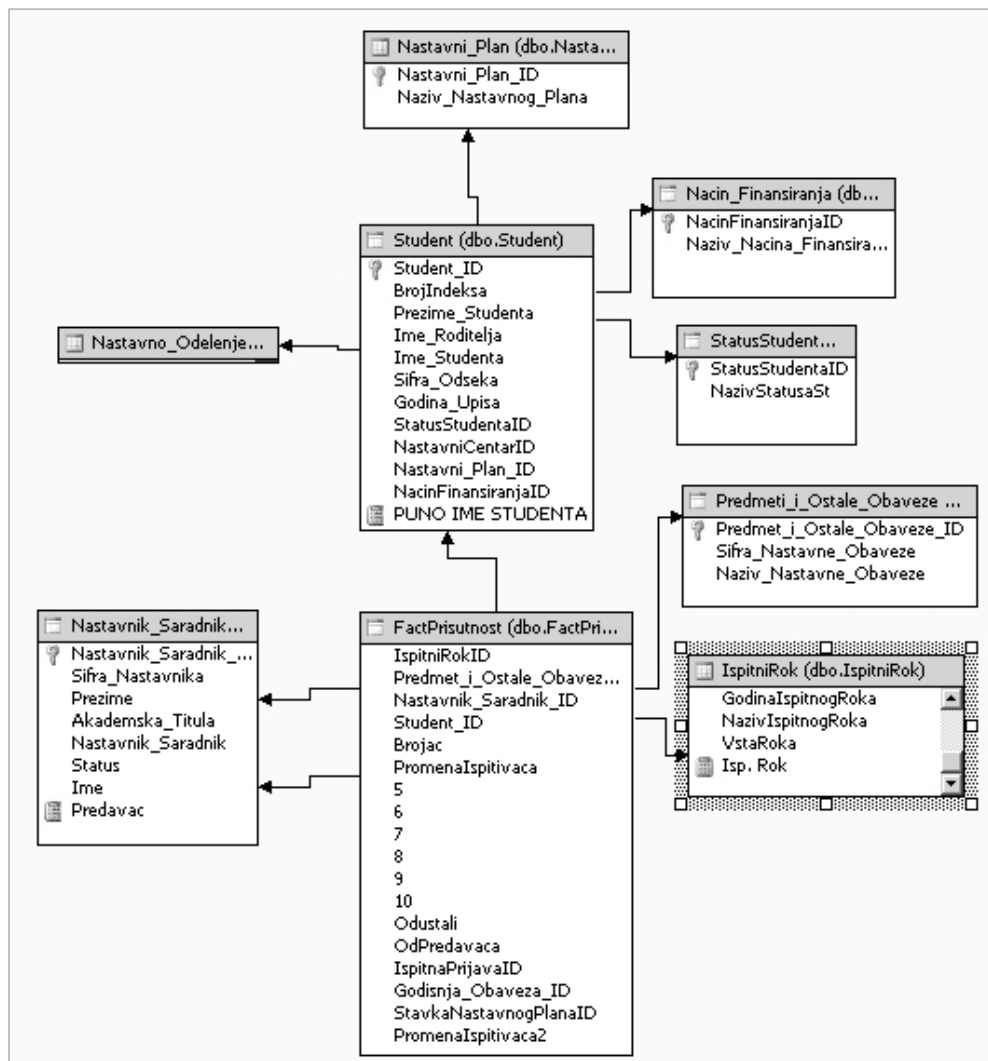 Nastavni_Plan (dbo.Nasta...
Nastavni_Plan_ID
Naziv_Nastavnog_Plana
Nacin_Finansiranja (db...
NacinFinansiranjaID
Naziv_Nacina_Finansira...
Student (dbo.Student)
Student_ID
BrojIndeksa
Prezime_Studenta
Ime_Roditelja
Ime_Studenta
Sifra_Odseka
Godina_Upisa
StatusStudentaID
NastavniCentarID
Nastavni_Plan_ID
NacinFinansiranjaID
PUNO IME STUDENTA
Nastavno_Odelenje...
StatusStudent...
StatusStudentaID
NazivStatusaSt
Predmeti_i_Ostale_Obaveze ...
Predmet_i_Ostale_Obaveze_ID
Sifra_Nastavne_Obaveze
Naziv_Nastavne_Obaveze
Nastavnik_Saradnik...
Nastavnik_Saradnik_...
Sifra_Nastavnika
Prezime
Akademska_Titula
Nastavnik_Saradnik
Status
Ime
Predavac
FactPrisutnost (dbo.FactPri...
IspitniRokID
Predmet_i_Ostale_Obavez...
Nastavnik_Saradnik_ID
Student_ID
Brojac
PromenaIspitivaca
5
6
7
8
9
10
Odustali
OdPredavaca
IspitnaPrijavaID
Godisnja_Obaveza_ID
StavkaNastavnogPlanaID
PromenaIspitivaca2
IspitniRok (dbo.IspitniRok)
GodinaIspitnogRoka
NazivIspitnogRoka
VstaRoka
Isp. Rok